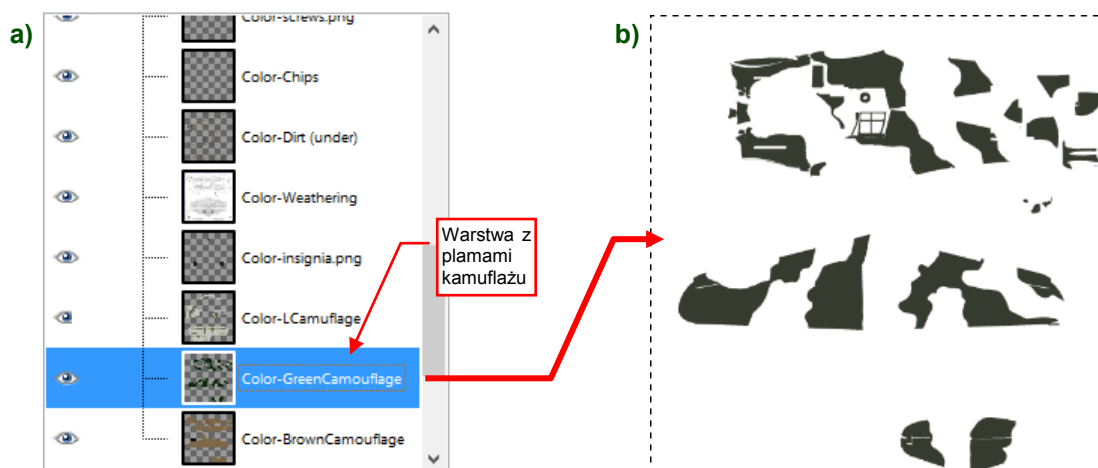 a)
Color-screws.png
Color-Chips
Color-Dirt (under)
Color-Weathering
Color-insignia.png
Color-LCamuflage
Color-GreenCamouflage
Color-BrownCamouflage
Warstwa z
plamami
kamuflażu
b)